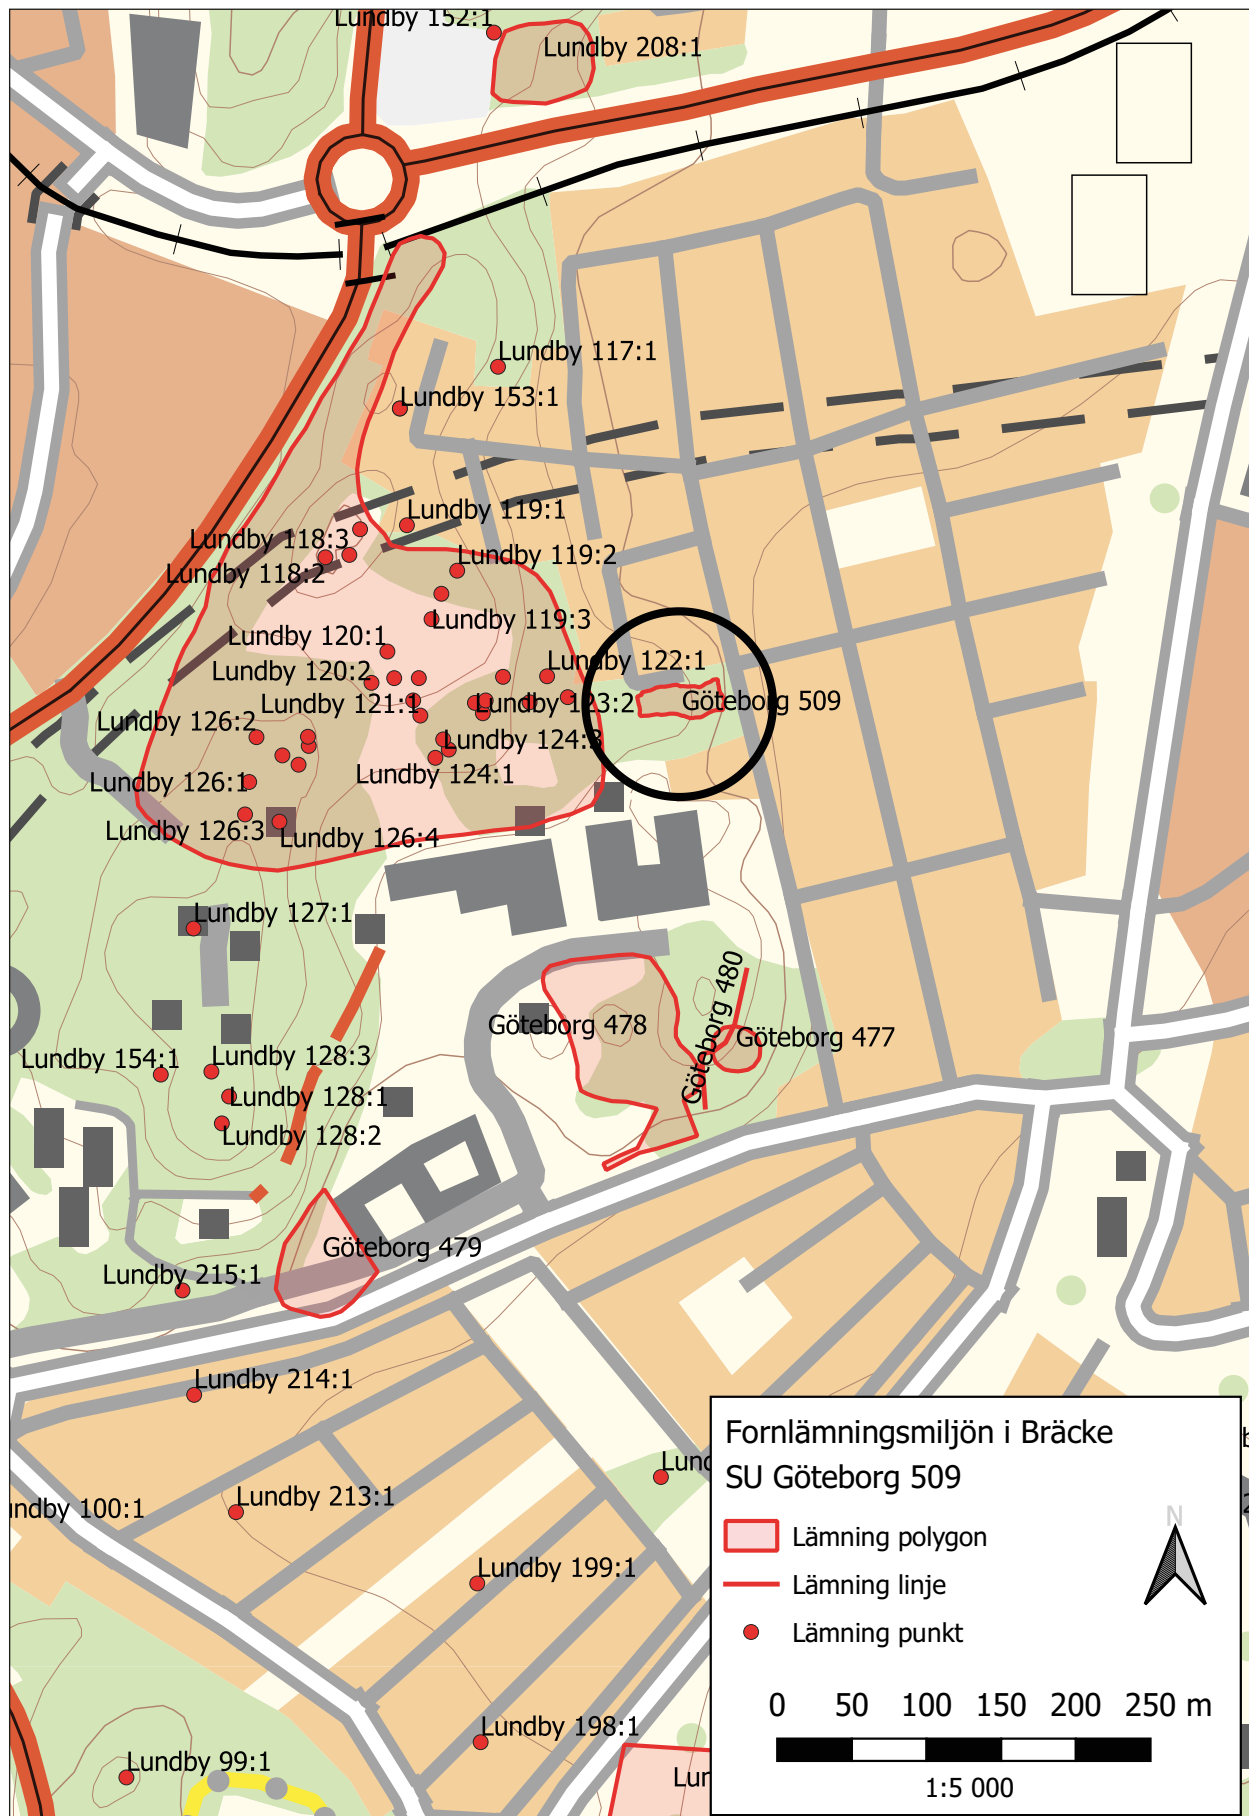 Lundby 152:1
Lundby 208:1
Lundby 117:1
Lundby 153:1
Lundby 119:1
Lundby 118:3
Lundby 119:2
Lundby 118:2
Lundby 119:3
Lundby 120:1
Lundby 122:1
Lundby 120:2
Göteborg 509
Lundby 121:1
Lundby 123:2
Lundby 126:2
Lundby 124:3
Lundby 124:1
Lundby 126:1
Lundby 126:3
Lundby 126:4
Lundby 127:1
Göteborg 480
Göteborg 478
Göteborg 477
Lundby 154:1
Lundby 128:3
Lundby 128:1
Lundby 128:2
Göteborg 479
Lundby 215:1
Lundby 214:1
Lund
undby 100:1
Lundby 213:1
Lundby 199:1
Lundby 198:1
Lundby 99:1
Lur
Fornlämningsmiljön i Bräcke
SU Göteborg 509
N
Lämning polygon
Lämning linje
Lämning punkt
0 50 100 150 200 250 m
1:5 000